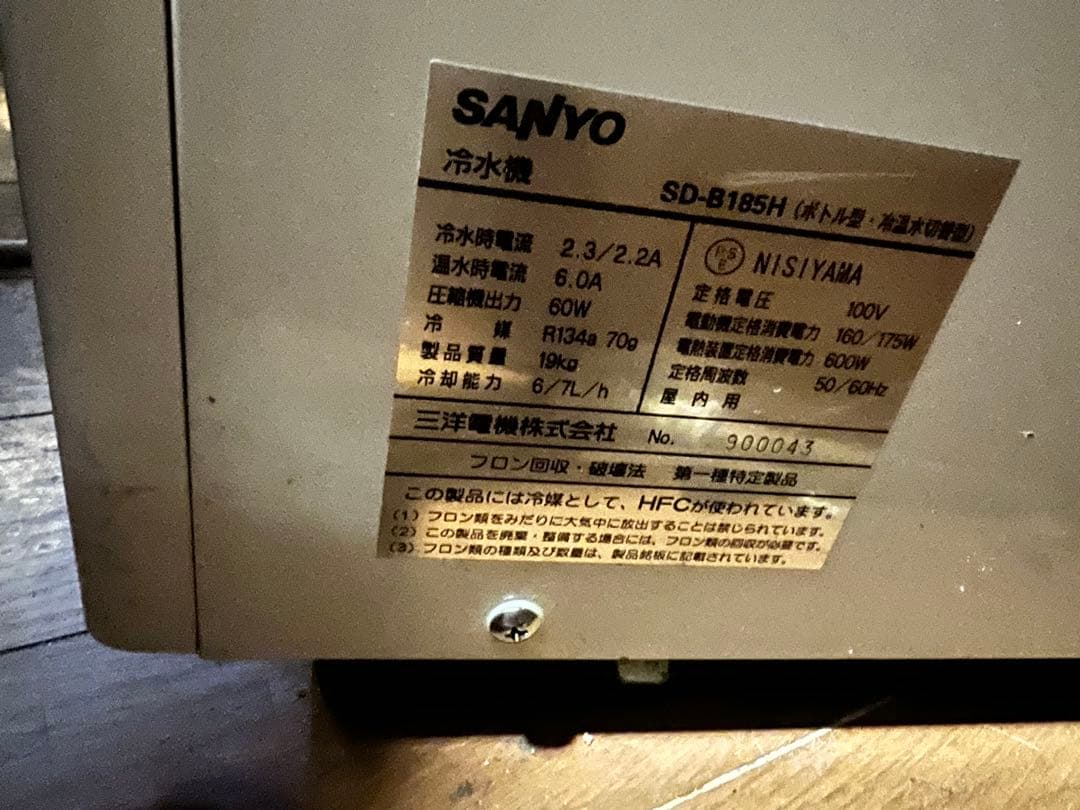 SANYO
冷水機
SD-B185H (ボトル型・冷温水切替型)
冷水時電流 2.3/2.2A
温水時電流 6.0A
圧縮機出力 60W
冷媒 R134a 70g
製品質量 19kg
冷却能力 6/7L/h
PSE NISIYAMA
定格電圧 100V
電動機定格消費電力 160/175W
電熱装置定格消費電力 600W
定格周波数 50/60Hz
屋内用
三洋電機株式会社 No. 900043
フロン回収・破壊法 第一種特定製品
この製品には冷媒として、HFCが使われています。
(1) フロン類をみだりに大気中に放出することは禁じられています。
(2) この製品を廃棄・整備する場合には、フロン類の回収が必要です。
(3) フロン類の種類及び数量は、製品銘板に記載されています。